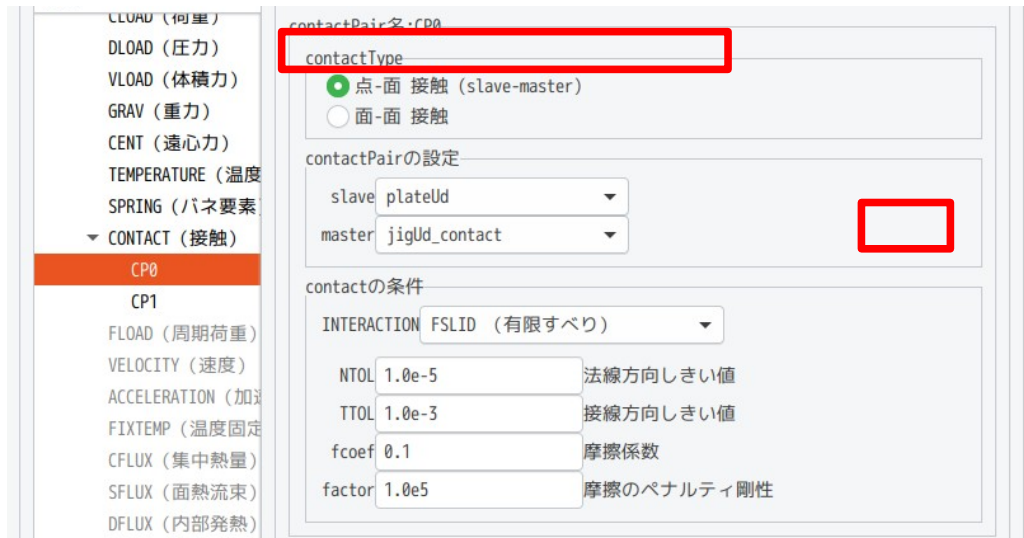 CLOAD (荷重)
DLOAD (圧力)
VLOAD (体積力)
GRAV (重力)
CENT (遠心力)
TEMPERATURE (温度
SPRING (バネ要素
CONTACT (接触)
CP0
CP1
FLOAD (周期荷重)
VELOCITY (速度)
ACCELERATION (加速
FIXTEMP (温度固定
CFLUX (集中熱量)
SFLUX (面熱流束)
DFLUX (内部発熱)
contactPair名:CP0
contactType
点-面 接触 (slave-master)
面-面 接触
contactPairの設定
slave plateUd
master jigUd_contact
contactの条件
INTERACTION FSLID (有限すべり)
NTOL 1.0e-5 法線方向しきい値
TTOL 1.0e-3 接線方向しきい値
fcoef 0.1 摩擦係数
factor 1.0e5 摩擦のペナルティ剛性